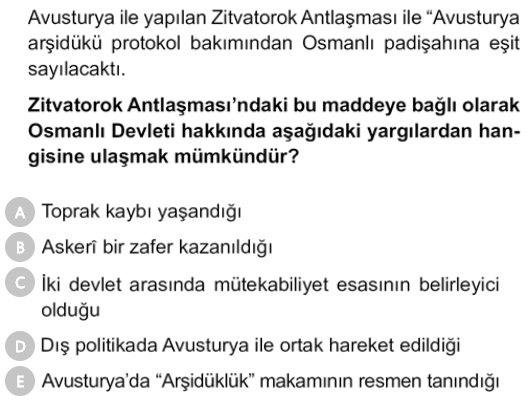 Avusturya ile yapılan Zitvatorok Antlaşması ile “Avusturya
arşidükü protokol bakımından Osmanlı padişahına eşit
sayılacaktı.
Zitvatorok Antlaşması’ndaki bu maddeye bağlı olarak
Osmanlı Devleti hakkında aşağıdaki yargılardan han-
gisine ulaşmak mümkündür?
A Toprak kaybı yaşandığı
B Askerî bir zafer kazanıldığı
C İki devlet arasında mütekabiliyet esasının belirleyici
olduğu
D Dış politikada Avusturya ile ortak hareket edildiği
E Avusturya’da “Arşidüklük” makamının resmen tanındığı